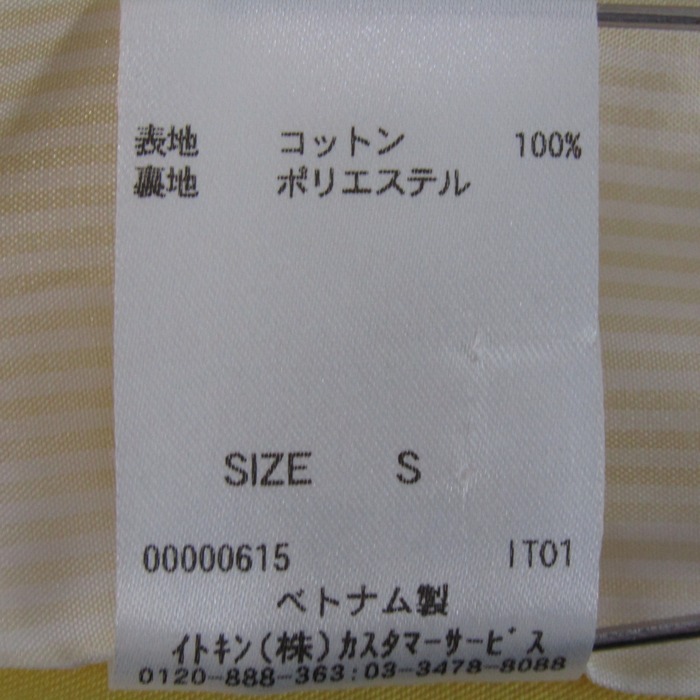 表地 コットン 100%
裏地 ポリエステル
SIZE S
00000615 IT01
ベトナム製
イトキン(株)カスタマーサービス
0120-888-363:03-3478-8088